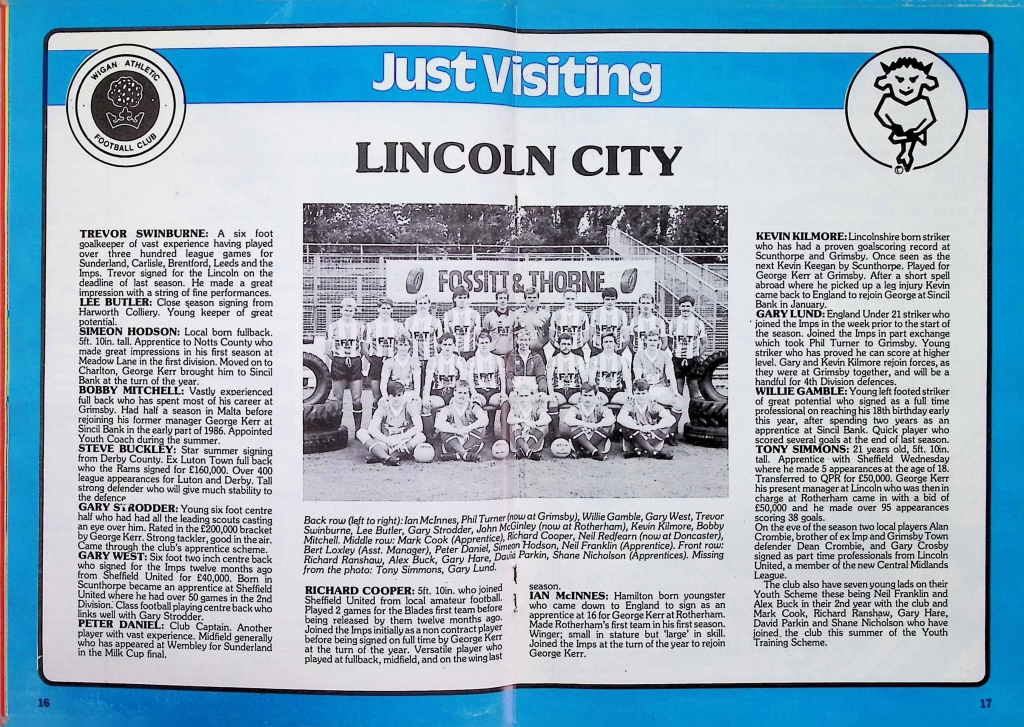 Just Visiting
WIGAN ATHLETIC
FOOTBALL CLUB
©
LINCOLN CITY
TREVOR SWINBURNE: A six foot
goalkeeper of vast experience having played
over three hundred league games for
Sunderland, Carlisle, Brentford, Leeds and the
Imps. Trevor signed for the Lincoln on the
deadline of last season. He made a great
impression with a string of fine performances.
LEE BUTLER: Close season signing from
Harworth Colliery. Young keeper of great
potential.
SIMEON HODSON: Local born fullback.
5ft. 10in. tall. Apprentice to Notts County who
made great impressions in his first season at
Meadow Lane in the first division. Moved on to
Charlton, George Kerr brought him to Sincil
Bank at the turn of the year.
BOBBY MITCHELL: Vastly experienced
full back who has spent most of his career at
Grimsby. Had half a season in Malta before
rejoining his former manager George Kerr at
Sincil Bank in the early part of 1986. Appointed
Youth Coach during the summer.
STEVE BUCKLEY: Star summer signing
from Derby County. Ex Luton Town full back
who the Rams signed for £160,000. Over 400
league appearances for Luton and Derby. Tall
strong defender who will give much stability to
the defence
GARY STRODDER: Young six foot centre
half who had had all the leading scouts casting
an eye over him. Rated in the £200,000 bracket
by George Kerr. Strong tackler, good in the air.
Came through the club's apprentice scheme.
GARY WEST: Six foot two inch centre back
who signed for the Imps twelve months ago
from Sheffield United for £40,000. Born in
Scunthorpe became an apprentice at Sheffield
United where he had over 50 games in the 2nd
Division. Class football playing centre back who
links well with Gary Strodder.
PETER DANIEL: Club Captain. Another
player with vast experience. Midfield generally
who has appeared at Wembley for Sunderland
in the Milk Cup final.
FOSSITT & THORNE
Back row (left to right): Ian McInnes, Phil Turner (now at Grimsby), Willie Gamble, Gary West, Trevor
Swinburne, Lee Butler, Gary Strodder, John McGinley (now at Rotherham), Kevin Kilmore, Bobby
Mitchell. Middle row: Mark Cook (Apprentice), Richard Cooper, Neil Redfearn (now at Doncaster),
Bert Loxley (Asst. Manager), Peter Daniel, Simeon Hodson, Neil Franklin (Apprentice). Front row:
Richard Ranshaw, Alex Buck, Gary Hare, David Parkin, Shane Nicholson (Apprentices). Missing
from the photo: Tony Simmons, Gary Lund.
RICHARD COOPER: 5ft. 10in. who joined
Sheffield United from local amateur football.
Played 2 games for the Blades first team before
being released by them twelve months ago.
Joined the Imps initially as a non contract player
before being signed on full time by George Kerr
at the turn of the year. Versatile player who
played at fullback, midfield, and on the wing last
season.
IAN McINNES: Hamilton born youngster
who came down to England to sign as an
apprentice at 16 for George Kerr at Rotherham.
Made Rotherham's first team in his first season.
Winger; small in stature but 'large' in skill.
Joined the Imps at the turn of the year to rejoin
George Kerr.
KEVIN KILMORE: Lincolnshire born striker
who has had a proven goalscoring record at
Scunthorpe and Grimsby. Once seen as the
next Kevin Keegan by Scunthorpe. Played for
George Kerr at Grimsby. After a short spell
abroad where he picked up a leg injury Kevin
came back to England to rejoin George at Sincil
Bank in January.
GARY LUND: England Under 21 striker who
joined the Imps in the week prior to the start of
the season. Joined the Imps in part exchange
which took Phil Turner to Grimsby. Young
striker who has proved he can score at higher
level. Gary and Kevin Kilmore rejoin forces, as
they were at Grimsby together, and will be a
handful for 4th Division defences.
WILLIE GAMBLE: Young left footed striker
of great potential who signed as a full time
professional on reaching his 18th birthday early
this year, after spending two years as an
apprentice at Sincil Bank. Quick player who
scored several goals at the end of last season.
TONY SIMMONS: 21 years old, 5ft. 10in.
tall. Apprentice with Sheffield Wednesday
where he made 5 appearances at the age of 18.
Transferred to QPR for £50,000. George Kerr
his present manager at Lincoln who was then in
charge at Rotherham came in with a bid of
£50,000 and he made over 95 appearances
scoring 38 goals.
On the eve of the season two local players Alan
Crombie, brother of ex Imp and Grimsby Town
defender Dean Crombie, and Gary Crosby
signed as part time professionals from Lincoln
United, a member of the new Central Midlands
League.
The club also have seven young lads on their
Youth Scheme these being Neil Franklin and
Alex Buck in their 2nd year with the club and
Mark Cook, Richard Ranshaw, Gary Hare,
David Parkin and Shane Nicholson who have
joined the club this summer of the Youth
Training Scheme.
16
17